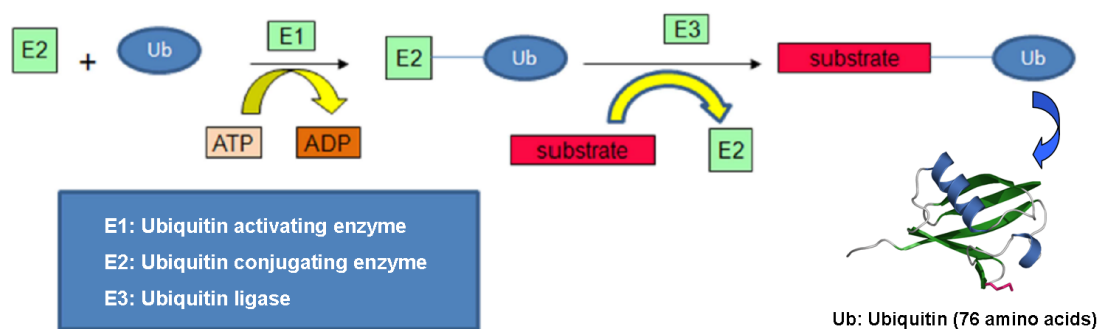 E2 + Ub E1 E2 Ub E3 substrate Ub
ATP ADP substrate E2
E1: Ubiquitin activating enzyme
E2: Ubiquitin conjugating enzyme
E3: Ubiquitin ligase
Ub: Ubiquitin (76 amino acids)